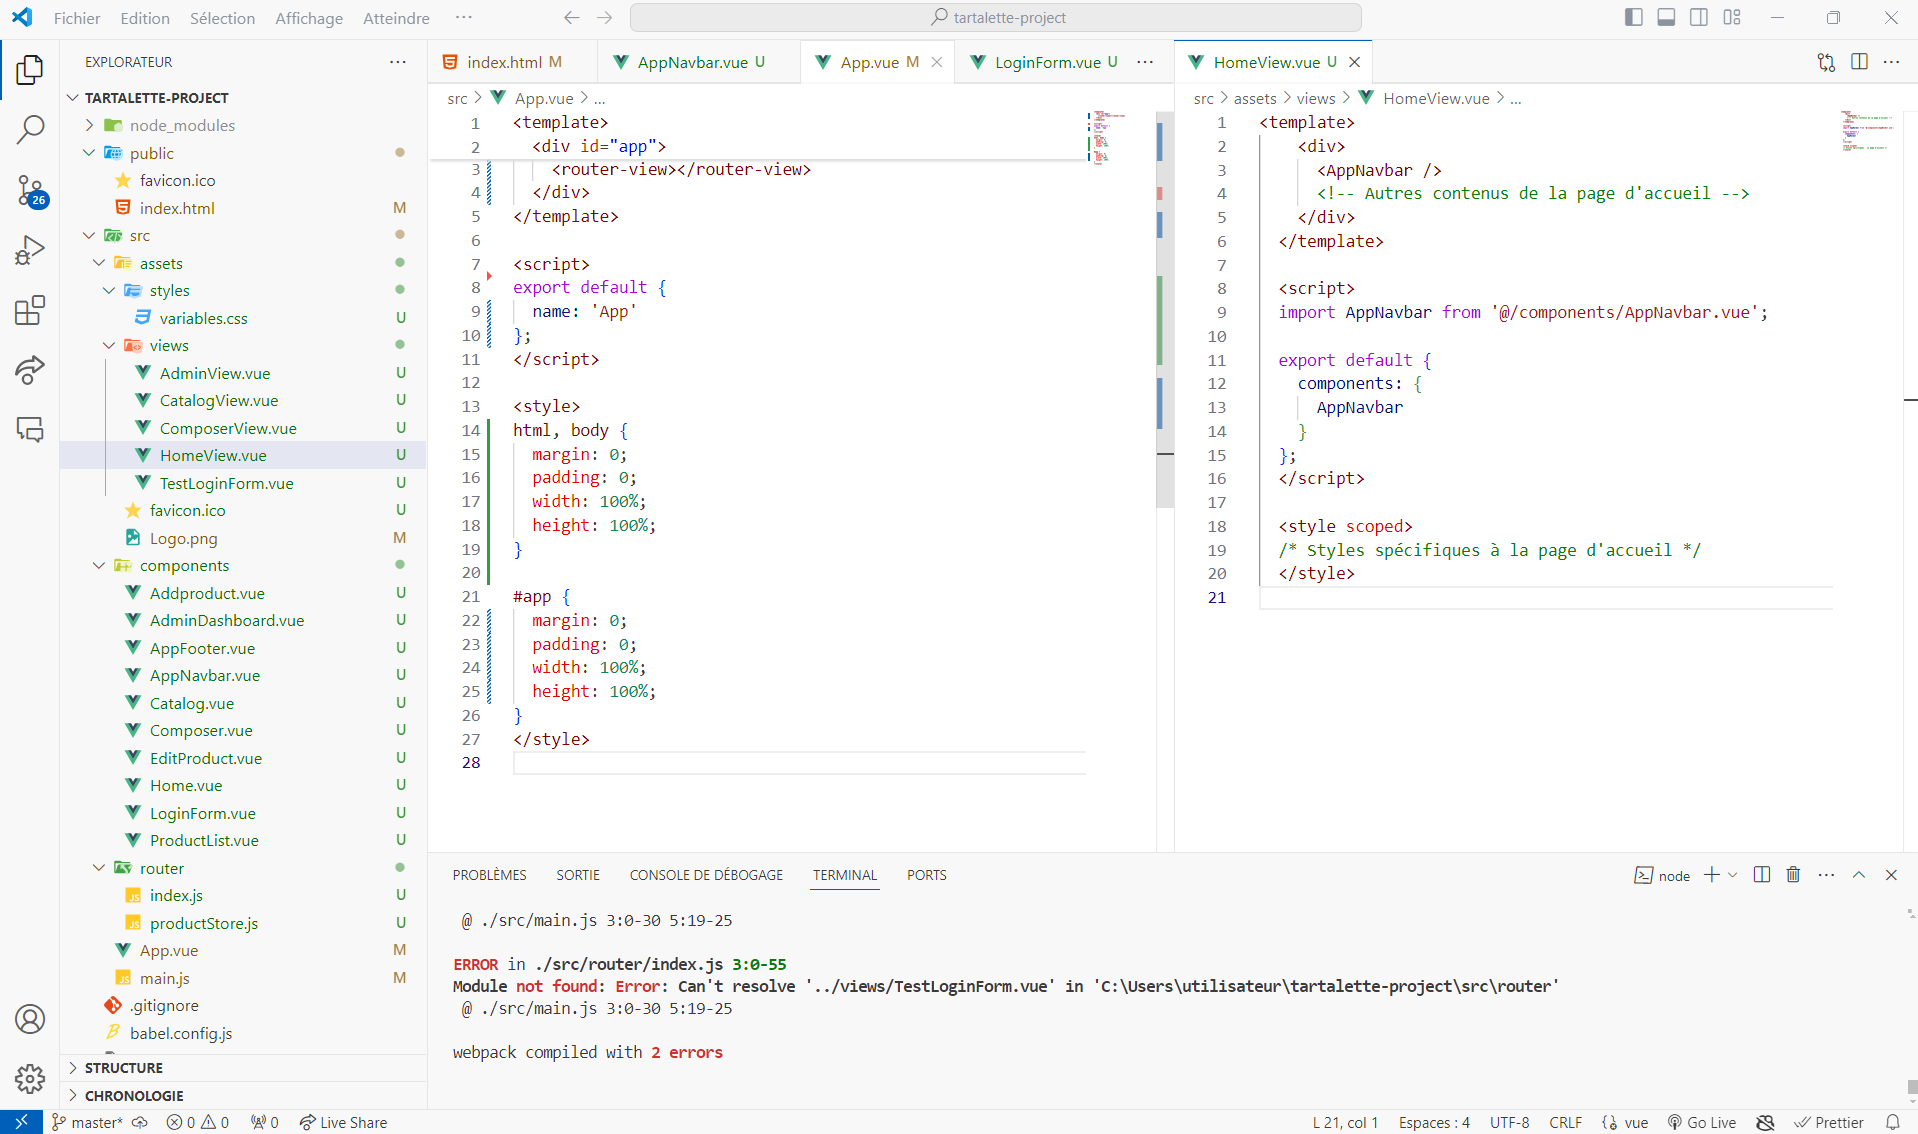 Fichier Edition Sélection Affichage Atteindre ···
tartalette-project
EXPLORATEUR ···
TARTALETTE-PROJECT
node_modules
public
favicon.ico
index.html M
src
assets
styles
variables.css U
views
AdminView.vue U
CatalogView.vue U
ComposerView.vue U
HomeView.vue U
TestLoginForm.vue U
favicon.ico U
Logo.png M
components
Addproduct.vue U
AdminDashboard.vue U
AppFooter.vue U
AppNavbar.vue U
Catalog.vue U
Composer.vue U
EditProduct.vue U
Home.vue U
LoginForm.vue U
ProductList.vue U
router
index.js U
productStore.js U
App.vue M
main.js M
.gitignore
babel.config.js
STRUCTURE
CHRONOLOGIE
26
index.html M AppNavbar.vue U App.vue M LoginForm.vue U ···
src > App.vue > ...
1 <template>
2 <div id="app">
3 <router-view></router-view>
4 </div>
5 </template>
6
7 <script>
8 export default {
9 name: 'App'
10 };
11 </script>
12
13 <style>
14 html, body {
15 margin: 0;
16 padding: 0;
17 width: 100%;
18 height: 100%;
19 }
20
21 #app {
22 margin: 0;
23 padding: 0;
24 width: 100%;
25 height: 100%;
26 }
27 </style>
28
HomeView.vue U ···
src > assets > views > HomeView.vue > ...
1 <template>
2 <div>
3 <AppNavbar />
4 <!-- Autres contenus de la page d'accueil -->
5 </div>
6 </template>
7
8 <script>
9 import AppNavbar from '@/components/AppNavbar.vue';
10
11 export default {
12 components: {
13 AppNavbar
14 }
15 };
16 </script>
17
18 <style scoped>
19 /* Styles spécifiques à la page d'accueil */
20 </style>
21
PROBLÈMES SORTIE CONSOLE DE DÉBOGAGE TERMINAL PORTS node ···
@ ./src/main.js 3:0-30 5:19-25
ERROR in ./src/router/index.js 3:0-55
Module not found: Error: Can't resolve '../views/TestLoginForm.vue' in 'C:\Users\utilisateur\tartalette-project\src\router'
@ ./src/main.js 3:0-30 5:19-25
webpack compiled with 2 errors
master* 0 0 0 Live Share L 21, col 1 Espaces : 4 UTF-8 CRLF vue Go Live Prettier